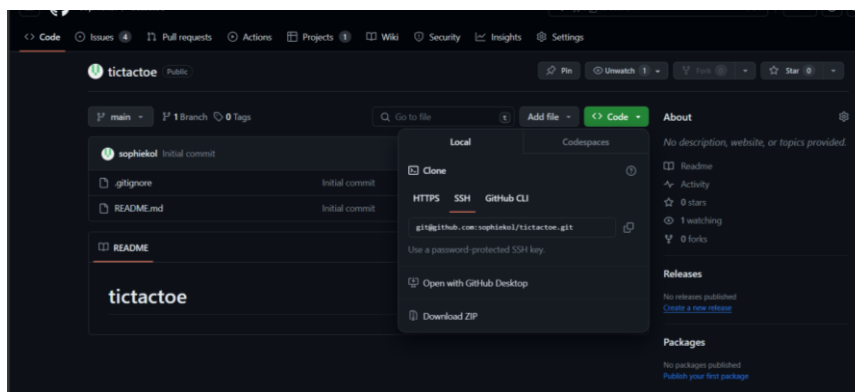 <> Code Issues 4 Pull requests Actions Projects 1 Wiki Security Insights Settings
tictactoe Public
Pin Unwatch 1 Fork 0 Star 0
main 1 Branch 0 Tags Go to file t Add file <> Code
About
No description, website, or topics provided.
Local Codespaces
sophiekol Initial commit
Clone
Readme
.gitignore Initial commit
Activity
HTTPS SSH GitHub CLI
0 stars
README.md Initial commit
1 watching
git@github.com:sophiekol/tictactoe.git
0 forks
README
Use a password-protected SSH key.
Releases
Open with GitHub Desktop
tictactoe
No releases published
Create a new release
Download ZIP
Packages
No packages published
Publish your first package